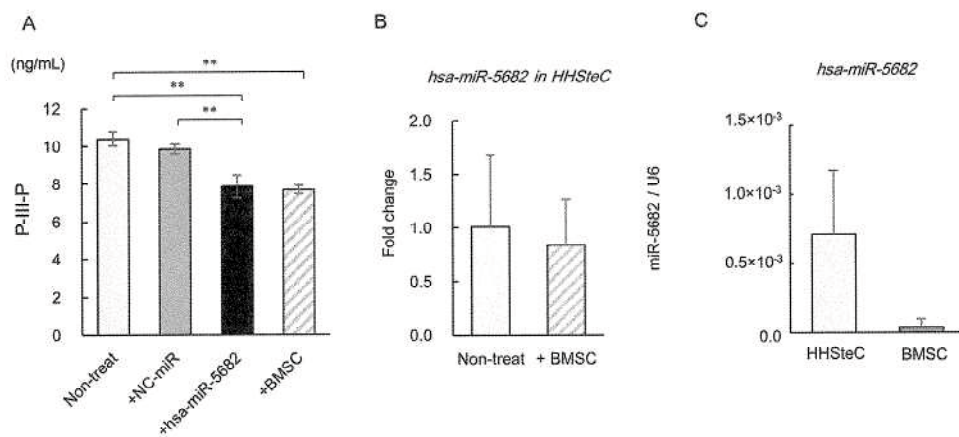 A
(ng/mL)
**
**
**
P-III-P
12
10
8
6
4
2
0
Non-treat
+NC-miR
+hsa-miR-5682
+BMSC
B
hsa-miR-5682 in HHSteC
Fold change
2.0
1.5
1.0
0.5
0.0
Non-treat
+ BMSC
C
hsa-miR-5682
miR-5682 / U6
1.5×10⁻³
1.0×10⁻³
0.5×10⁻³
0.0
HHSteC
BMSC